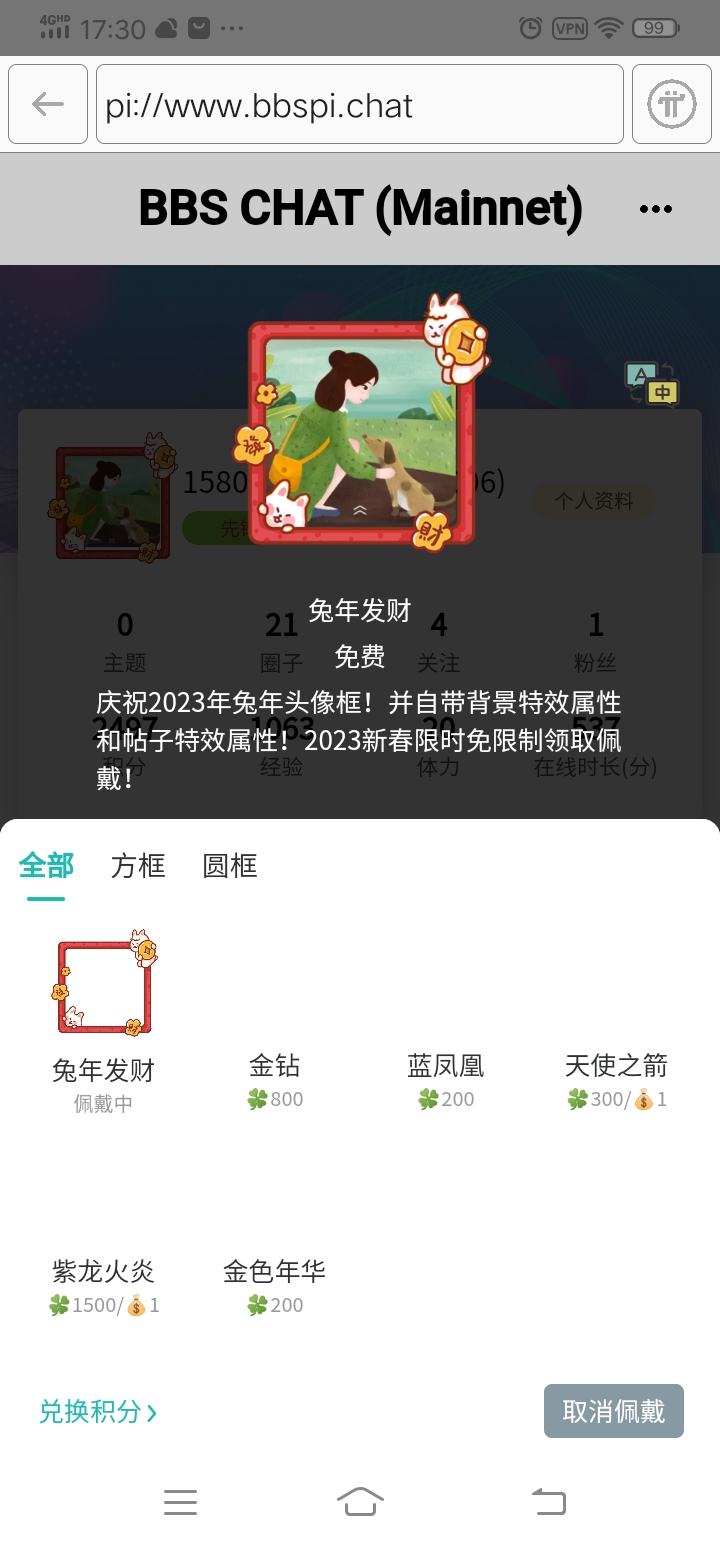 4GHD 17:30 ... VPN 99
pi://www.bbspi.chat
BBS CHAT (Mainnet) •••
A
中
發
財
1580
96)
个人资料
先
0 21 4 1
主题 圈子 关注 粉丝
兔年发财
免费
2497 1063 20 537
积分 经验 体力 在线时长(分)
庆祝2023年兔年头像框！并自带背景特效属性
和帖子特效属性！2023新春限时免限制领取佩
戴！
全部 方框 圆框
兔年发财 金钻 蓝凤凰 天使之箭
佩戴中 800 200 300/ 1
紫龙火炎 金色年华
1500/ 1 200
兑换积分 取消佩戴